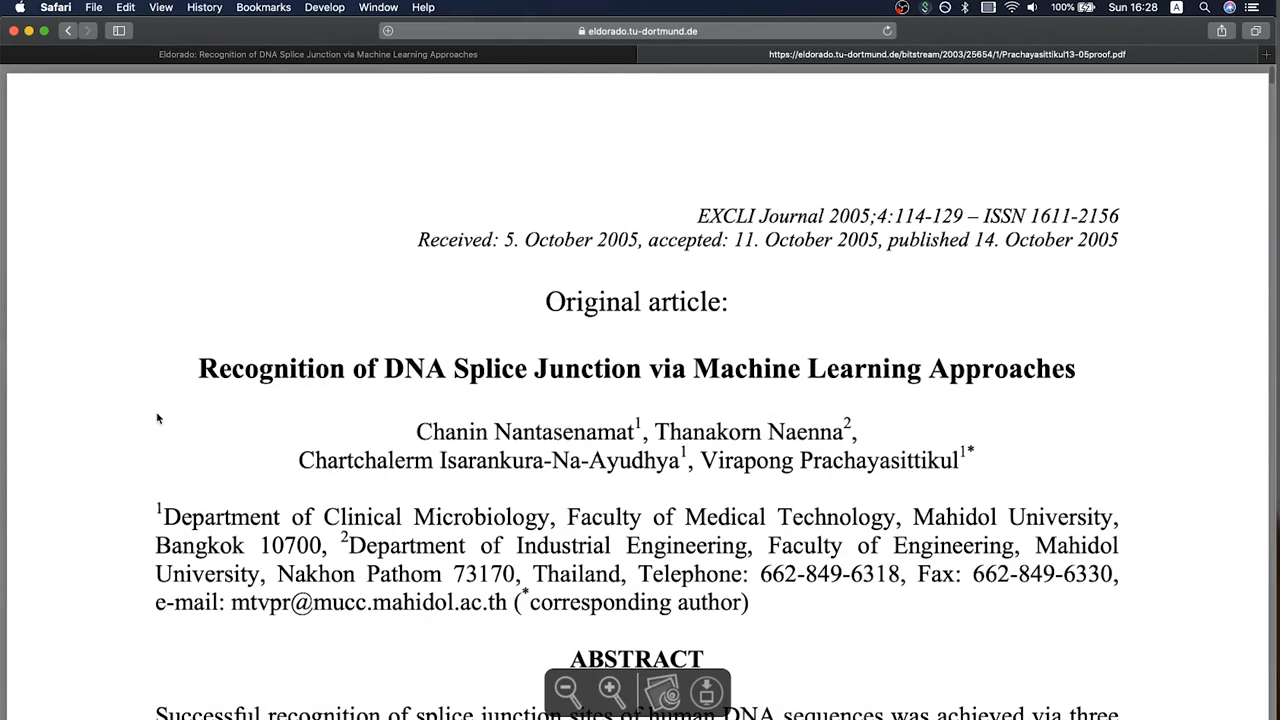 Safari File Edit View History Bookmarks Develop Window Help 100% Sun 16:28 A
eldorado.tu-dortmund.de
Eldorado: Recognition of DNA Splice Junction via Machine Learning Approaches
https://eldorado.tu-dortmund.de/bitstream/2003/25654/1/Prachayasittikul13-05proof.pdf
EXCLI Journal 2005;4:114-129 – ISSN 1611-2156
Received: 5. October 2005, accepted: 11. October 2005, published 14. October 2005
Original article:
Recognition of DNA Splice Junction via Machine Learning Approaches
Chanin Nantasenamat1, Thanakorn Naenna2,
Chartchalerm Isarankura-Na-Ayudhya1, Virapong Prachayasittikul1*
1Department of Clinical Microbiology, Faculty of Medical Technology, Mahidol University,
Bangkok 10700, 2Department of Industrial Engineering, Faculty of Engineering, Mahidol
University, Nakhon Pathom 73170, Thailand, Telephone: 662-849-6318, Fax: 662-849-6330,
e-mail: mtvpr@mucc.mahidol.ac.th (*corresponding author)
ABSTRACT
Successful recognition of splice junction sites of human DNA sequences was achieved via three